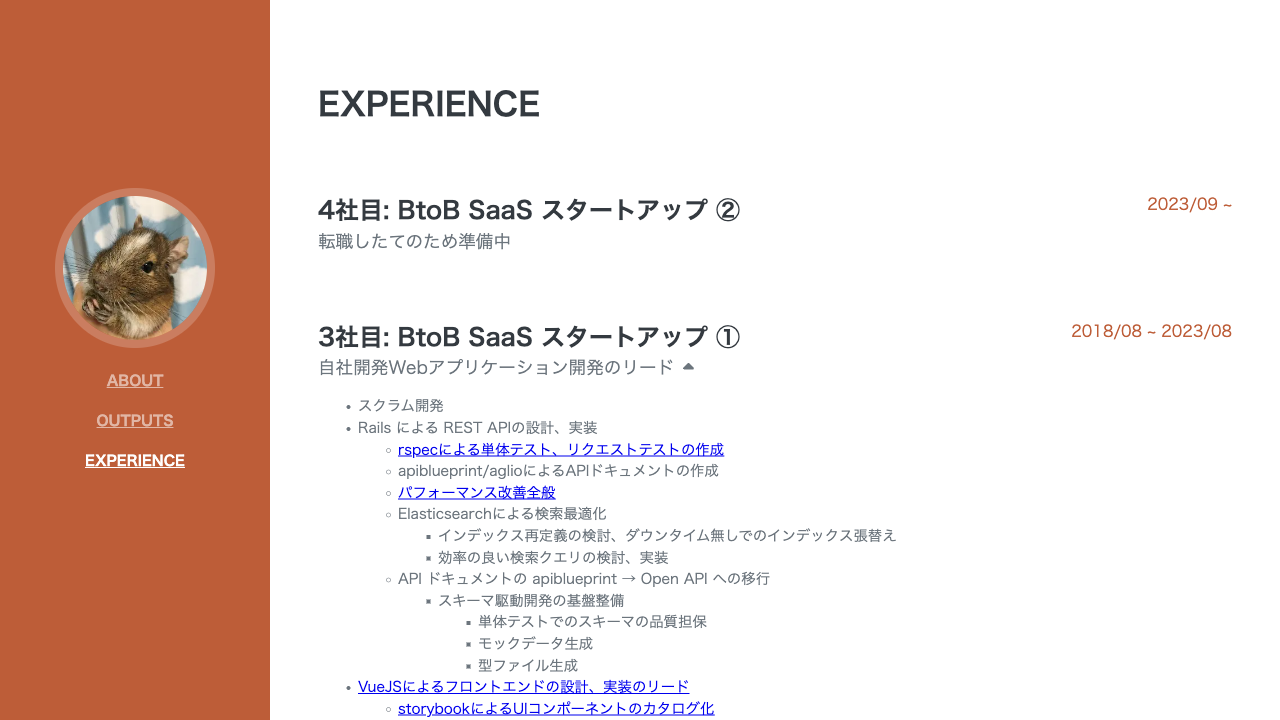 ABOUT
OUTPUTS
EXPERIENCE
EXPERIENCE
4社目: BtoB SaaS スタートアップ ②
2023/09 ~
転職したてのため準備中
3社目: BtoB SaaS スタートアップ ①
2018/08 ~ 2023/08
自社開発Webアプリケーション開発のリード
スクラム開発
Rails による REST APIの設計、実装
rspecによる単体テスト、リクエストテストの作成
apiblueprint/aglioによるAPIドキュメントの作成
パフォーマンス改善全般
Elasticsearchによる検索最適化
インデックス再定義の検討、ダウンタイム無しでのインデックス張替え
効率の良い検索クエリの検討、実装
API ドキュメントの apiblueprint → Open API への移行
スキーマ駆動開発の基盤整備
単体テストでのスキーマの品質担保
モックデータ生成
型ファイル生成
VueJSによるフロントエンドの設計、実装のリード
storybookによるUIコンポーネントのカタログ化